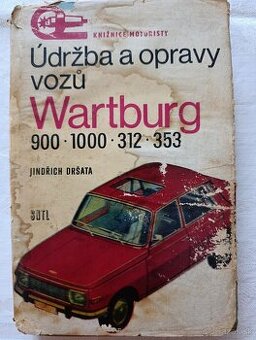 KNIŽNICE MOTORISTY
Údržba a opravy
vozů
Wartburg
900 · 1000 · 312 · 353
JINDŘICH DRŠATA
SNTL